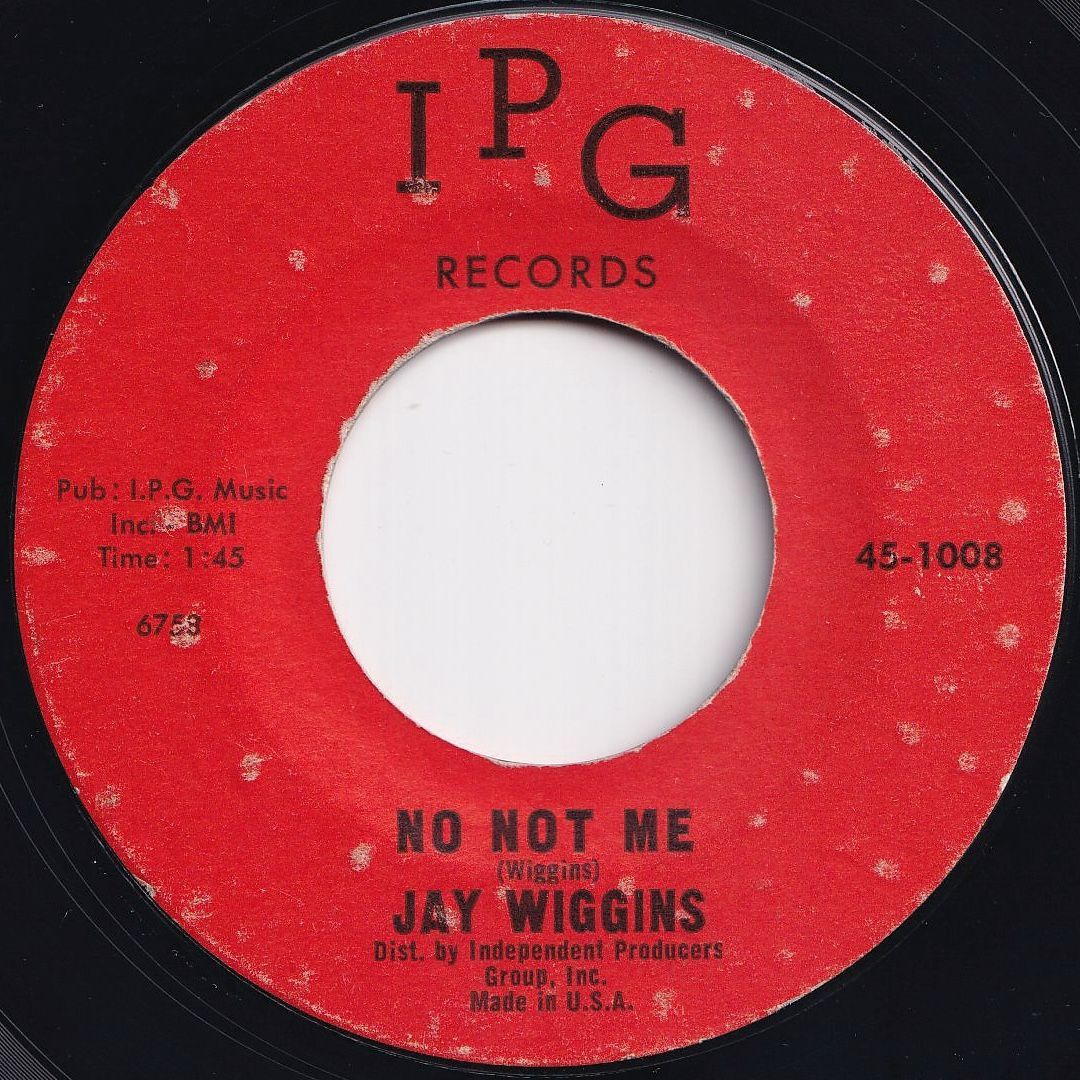 IPG
RECORDS
Pub: I.P.G. Music
Inc. - BMI
Time: 1:45
6753
45-1008
NO NOT ME
(Wiggins)
JAY WIGGINS
Dist. by Independent Producers
Group, Inc.
Made in U.S.A.